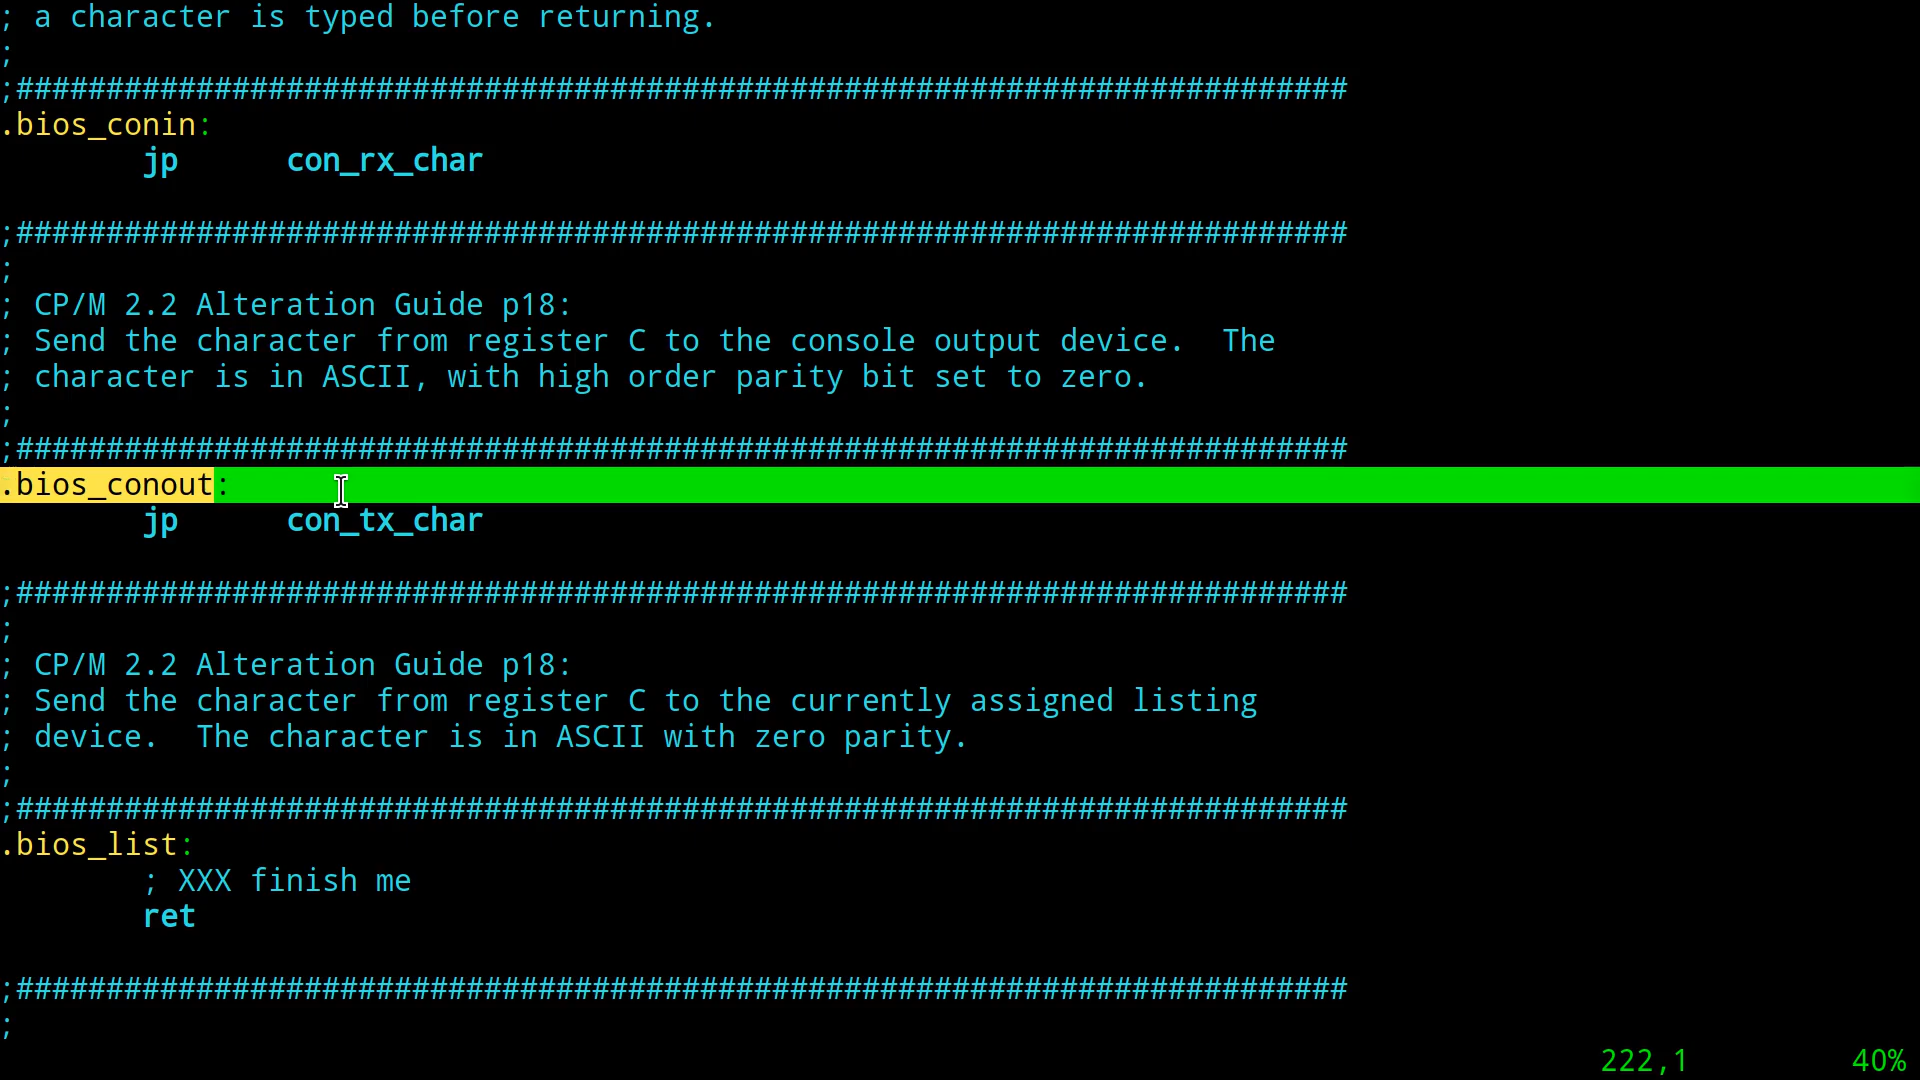 ; a character is typed before returning.
;
;##########################################################################
.bios_conin:
        jp      con_rx_char

;##########################################################################
;
; CP/M 2.2 Alteration Guide p18:
; Send the character from register C to the console output device.  The
; character is in ASCII, with high order parity bit set to zero.
;
;##########################################################################
.bios_conout:
        jp      con_tx_char

;##########################################################################
;
; CP/M 2.2 Alteration Guide p18:
; Send the character from register C to the currently assigned listing
; device.  The character is in ASCII with zero parity.
;
;##########################################################################
.bios_list:
        ; XXX finish me
        ret

;##########################################################################
;
222,1 40%